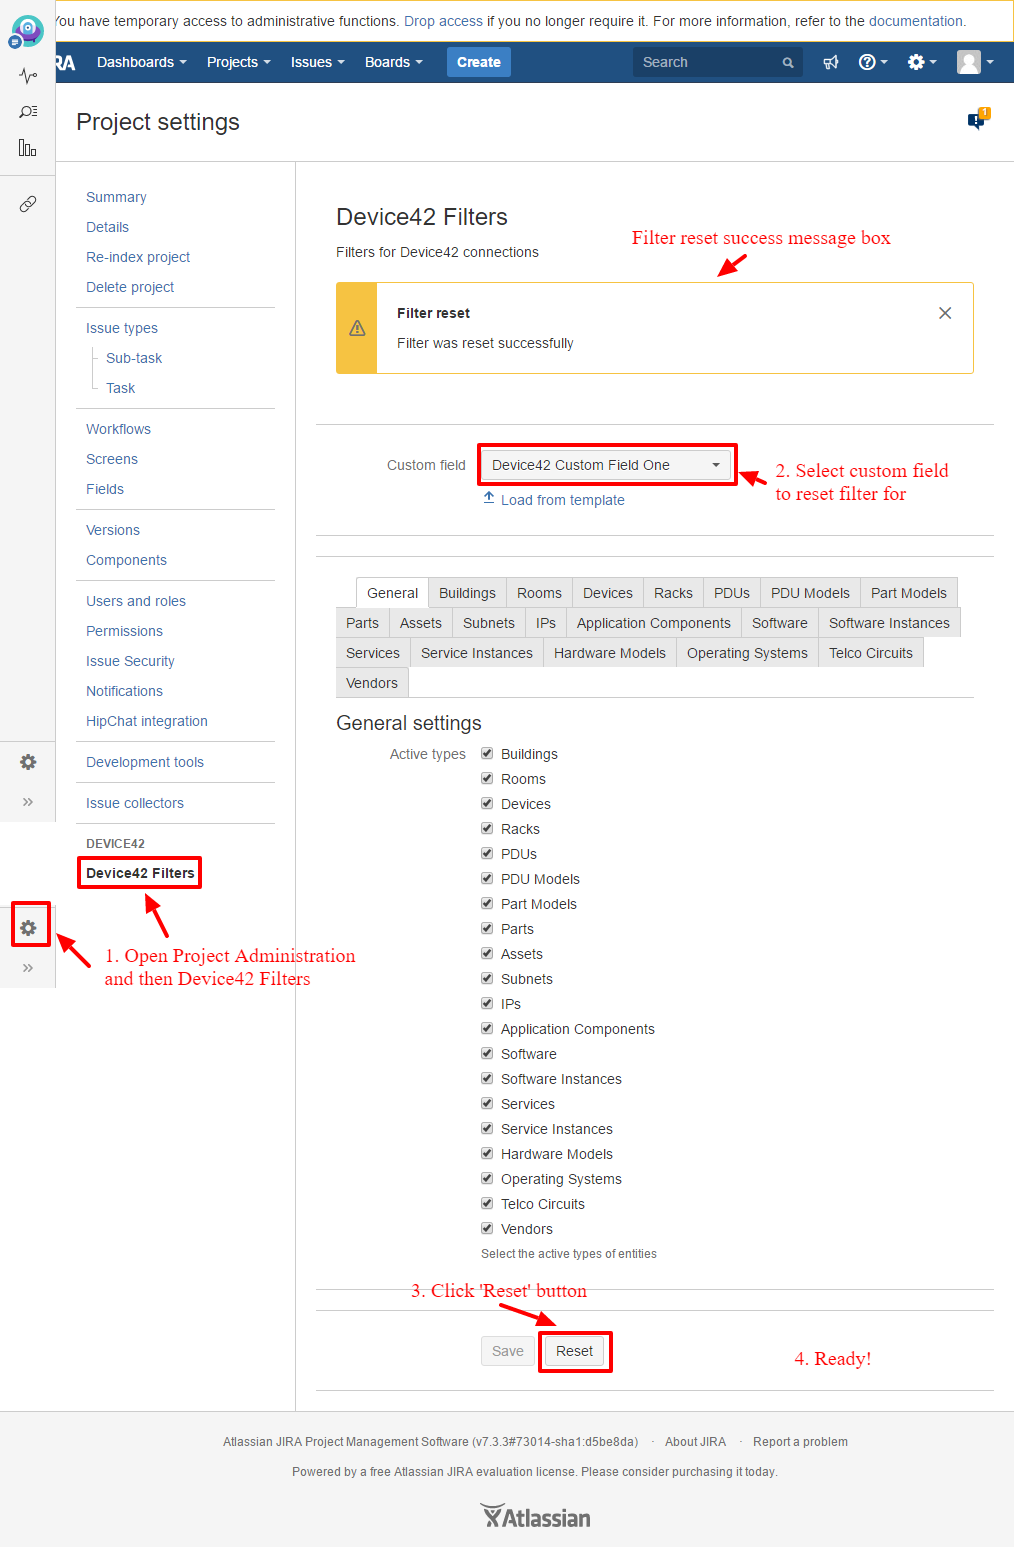 You have temporary access to administrative functions. Drop access if you no longer require it. For more information, refer to the documentation.
JIRA Dashboards Projects Issues Boards Create Search
Project settings
1
Summary
Details
Re-index project
Delete project
Issue types
Sub-task
Task
Workflows
Screens
Fields
Versions
Components
Users and roles
Permissions
Issue Security
Notifications
HipChat integration
Development tools
Issue collectors
DEVICE42
Device42 Filters
1. Open Project Administration
and then Device42 Filters
Device42 Filters
Filter reset success message box
Filters for Device42 connections
Filter reset
Filter was reset successfully
Custom field Device42 Custom Field One
2. Select custom field
to reset filter for
Load from template
General Buildings Rooms Devices Racks PDUs PDU Models Part Models
Parts Assets Subnets IPs Application Components Software Software Instances
Services Service Instances Hardware Models Operating Systems Telco Circuits
Vendors
General settings
Active types Buildings
Rooms
Devices
Racks
PDUs
PDU Models
Part Models
Parts
Assets
Subnets
IPs
Application Components
Software
Software Instances
Services
Service Instances
Hardware Models
Operating Systems
Telco Circuits
Vendors
Select the active types of entities
3. Click 'Reset' button
Save Reset
4. Ready!
Atlassian JIRA Project Management Software (v7.3.3#73014-sha1:d5be8da) · About JIRA · Report a problem
Powered by a free Atlassian JIRA evaluation license. Please consider purchasing it today.
Atlassian